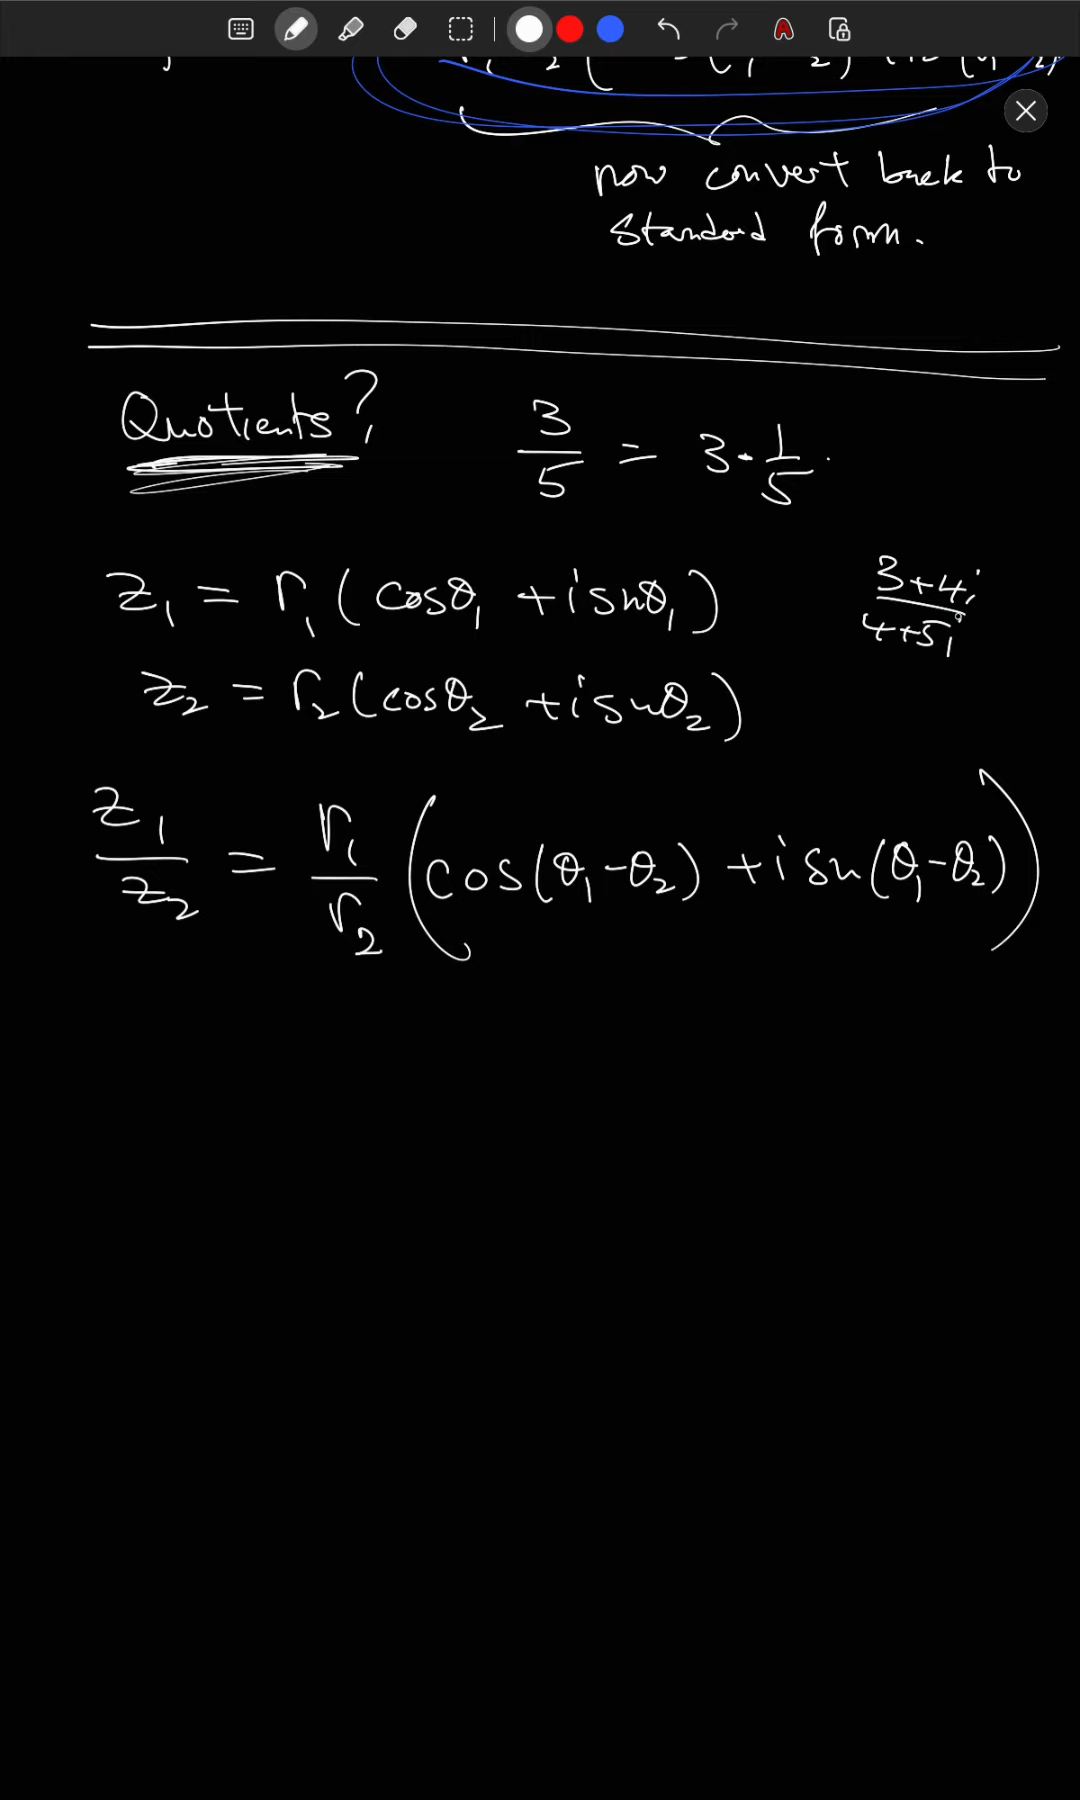 now convert back to
standard form.
Quotients?
3/5 = 3 · 1/5
z₁ = r₁ (cosθ₁ + i sinθ₁)
3+4i / 4+5i
z₂ = r₂ (cosθ₂ + i sinθ₂)
z₁/z₂ = r₁/r₂ (cos(θ₁-θ₂) + i sin(θ₁-θ₂))